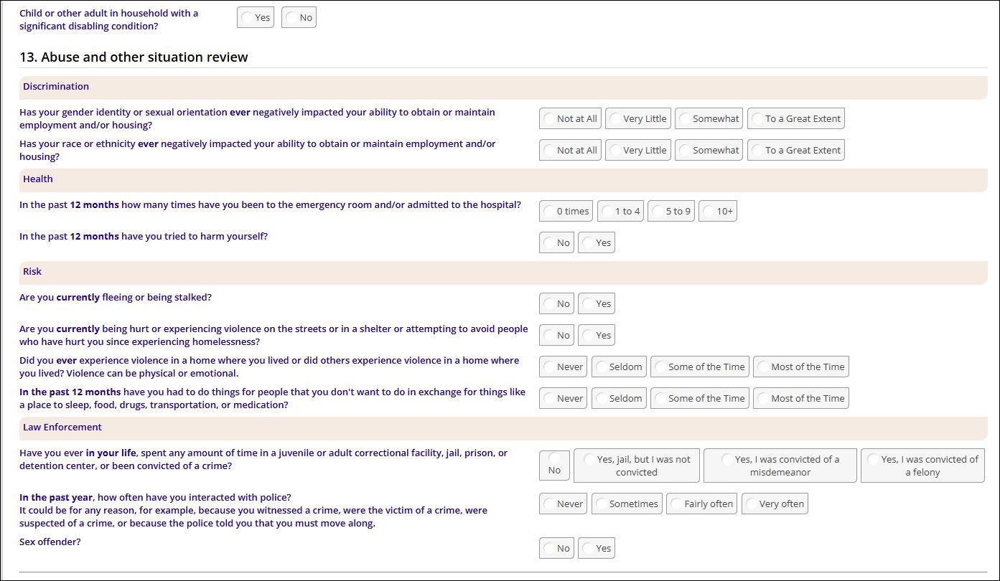 Child or other adult in household with a
significant disabling condition?
Yes No
13. Abuse and other situation review
Discrimination
Has your gender identity or sexual orientation ever negatively impacted your ability to obtain or maintain
employment and/or housing?
Not at All Very Little Somewhat To a Great Extent
Has your race or ethnicity ever negatively impacted your ability to obtain or maintain employment and/or
housing?
Not at All Very Little Somewhat To a Great Extent
Health
In the past 12 months how many times have you been to the emergency room and/or admitted to the hospital?
0 times 1 to 4 5 to 9 10+
In the past 12 months have you tried to harm yourself?
No Yes
Risk
Are you currently fleeing or being stalked?
No Yes
Are you currently being hurt or experiencing violence on the streets or in a shelter or attempting to avoid people
who have hurt you since experiencing homelessness?
No Yes
Did you ever experience violence in a home where you lived or did others experience violence in a home where
you lived? Violence can be physical or emotional.
Never Seldom Some of the Time Most of the Time
In the past 12 months have you had to do things for people that you don't want to do in exchange for things like
a place to sleep, food, drugs, transportation, or medication?
Never Seldom Some of the Time Most of the Time
Law Enforcement
Have you ever in your life, spent any amount of time in a juvenile or adult correctional facility, jail, prison, or
detention center, or been convicted of a crime?
No
Yes, jail, but I was not
convicted
Yes, I was convicted of a
misdemeanor
Yes, I was convicted of
a felony
In the past year, how often have you interacted with police?
It could be for any reason, for example, because you witnessed a crime, were the victim of a crime, were
suspected of a crime, or because the police told you that you must move along.
Never Sometimes Fairly often Very often
Sex offender?
No Yes